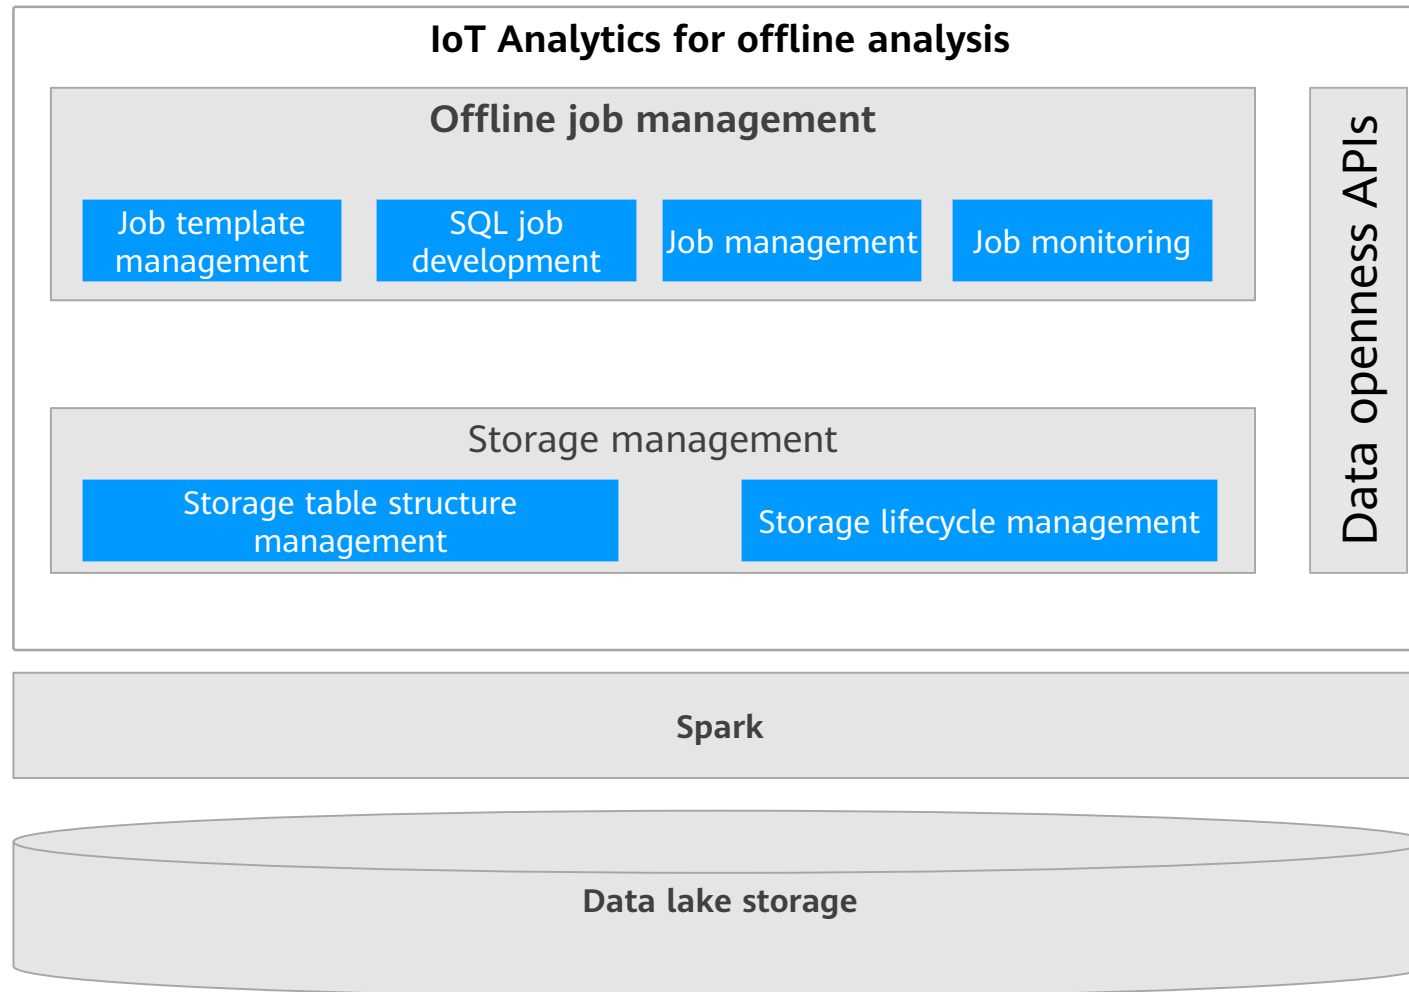 IoT Analytics for offline analysis
Offline job management
Job template
management
SQL job
development
Job management
Job monitoring
Data openness APIs
Storage management
Storage table structure
management
Storage lifecycle management
Spark
Data lake storage